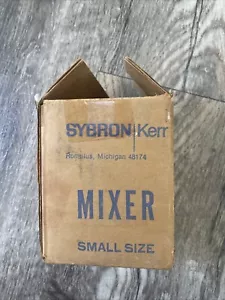 SYBRON Kerr
Romulus, Michigan 48174
MIXER
SMALL SIZE